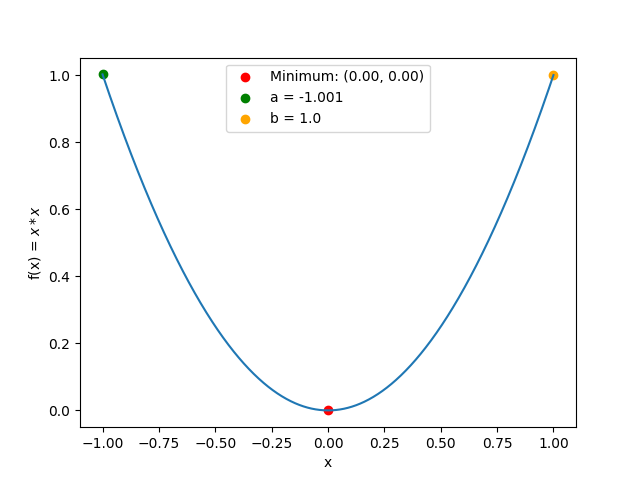 Minimum: (0.00, 0.00)
a = -1.001
b = 1.0
1.0
0.8
0.6
0.4
0.2
0.0
f(x) = x * x
−1.00 −0.75 −0.50 −0.25 0.00 0.25 0.50 0.75 1.00
x